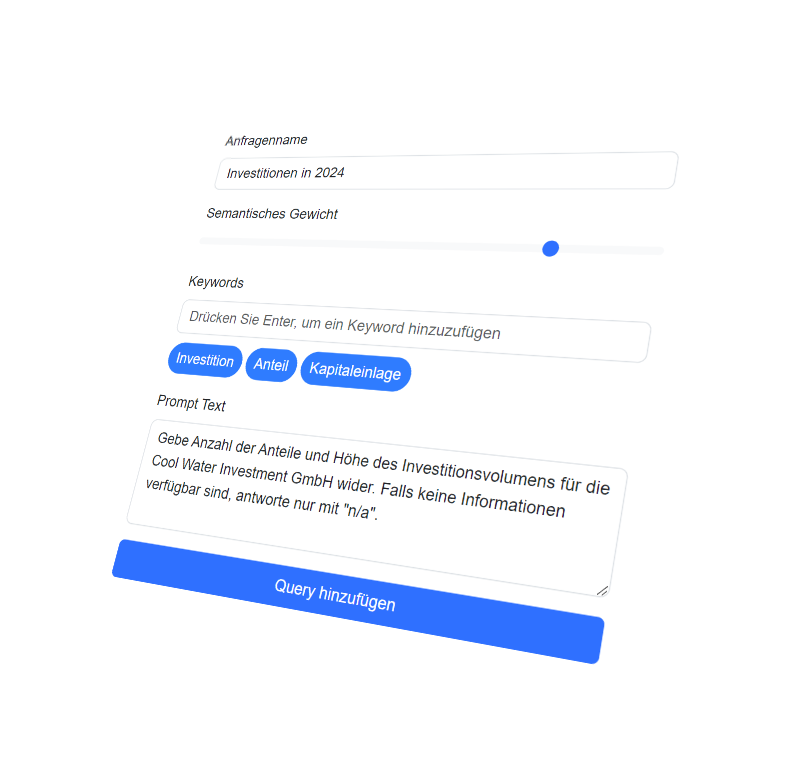 Anfragenname
Investitionen in 2024
Semantisches Gewicht
Keywords
Drücken Sie Enter, um ein Keyword hinzuzufügen
Investition Anteil Kapitaleinlage
Prompt Text
Gebe Anzahl der Anteile und Höhe des Investitionsvolumens für die
Cool Water Investment GmbH wider. Falls keine Informationen
verfügbar sind, antworte nur mit "n/a".
Query hinzufügen